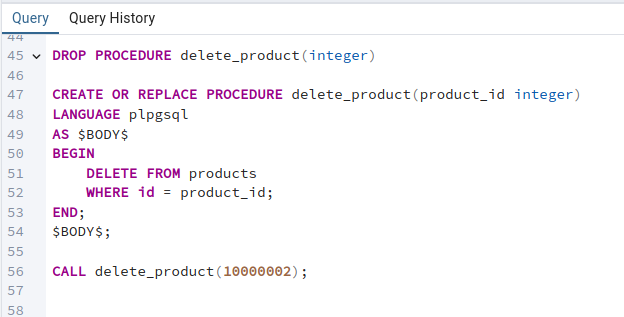 Query Query History
44
45 DROP PROCEDURE delete_product(integer)
46
47 CREATE OR REPLACE PROCEDURE delete_product(product_id integer)
48 LANGUAGE plpgsql
49 AS $BODY$
50 BEGIN
51     DELETE FROM products
52     WHERE id = product_id;
53 END;
54 $BODY$;
55
56 CALL delete_product(10000002);
57
58